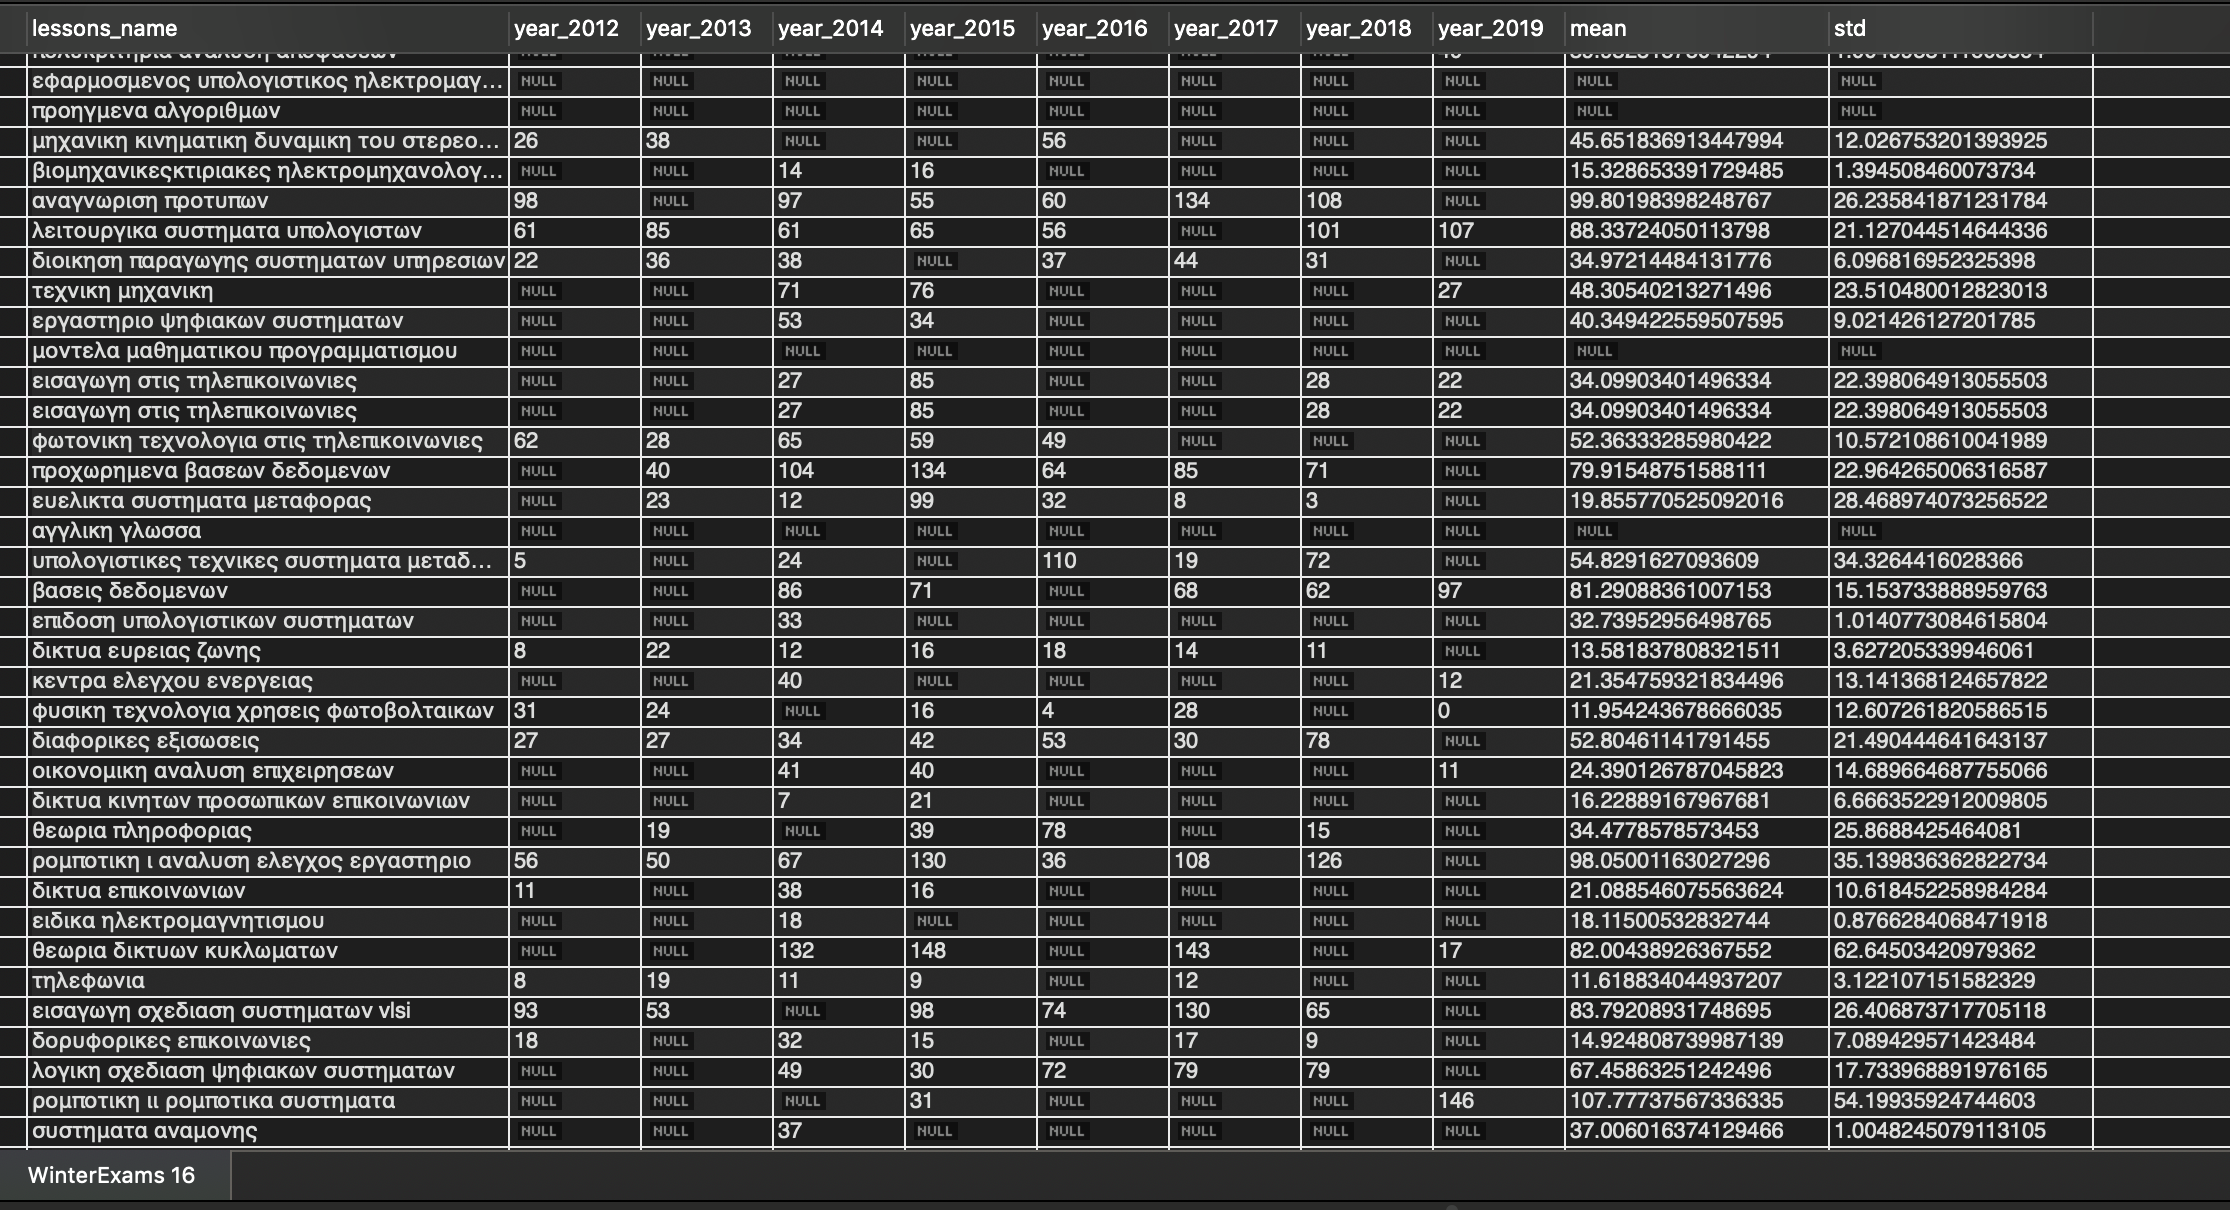 lessons_name year_2012 year_2013 year_2014 year_2015 year_2016 year_2017 year_2018 year_2019 mean std
εφαρμοσμενος υπολογιστικος ηλεκτρομαγ... NULL NULL NULL NULL NULL NULL NULL NULL NULL NULL
προηγμενα αλγοριθμων NULL NULL NULL NULL NULL NULL NULL NULL NULL NULL
μηχανικη κινηματικη δυναμικη του στερεο... 26 38 NULL NULL 56 NULL NULL NULL 45.651836913447994 12.026753201393925
βιομηχανικεςκτιριακες ηλεκτρομηχανολογ... NULL NULL 14 16 NULL NULL NULL NULL 15.328653391729485 1.394508460073734
αναγνωριση προτυπων 98 NULL 97 55 60 134 108 NULL 99.80198398248767 26.235841871231784
λειτουργικα συστηματα υπολογιστων 61 85 61 65 56 NULL 101 107 88.33724050113798 21.127044514644336
διοικηση παραγωγης συστηματων υπηρεσιων 22 36 38 NULL 37 44 31 NULL 34.97214484131776 6.096816952325398
τεχνικη μηχανικη NULL NULL 71 76 NULL NULL NULL 27 48.30540213271496 23.510480012823013
εργαστηριο ψηφιακων συστηματων NULL NULL 53 34 NULL NULL NULL NULL 40.349422559507595 9.021426127201785
μοντελα μαθηματικου προγραμματισμου NULL NULL NULL NULL NULL NULL NULL NULL NULL NULL
εισαγωγη στις τηλεπικοινωνιες NULL NULL 27 85 NULL NULL 28 22 34.09903401496334 22.398064913055503
εισαγωγη στις τηλεπικοινωνιες NULL NULL 27 85 NULL NULL 28 22 34.09903401496334 22.398064913055503
φωτονικη τεχνολογια στις τηλεπικοινωνιες 62 28 65 59 49 NULL NULL NULL 52.36333285980422 10.572108610041989
προχωρημενα βασεων δεδομενων NULL 40 104 134 64 85 71 NULL 79.91548751588111 22.964265006316587
ευελικτα συστηματα μεταφορας NULL 23 12 99 32 8 3 NULL 19.855770525092016 28.468974073256522
αγγλικη γλωσσα NULL NULL NULL NULL NULL NULL NULL NULL NULL NULL
υπολογιστικες τεχνικες συστηματα μεταδ... 5 NULL 24 NULL 110 19 72 NULL 54.8291627093609 34.3264416028366
βασεις δεδομενων NULL NULL 86 71 NULL 68 62 97 81.29088361007153 15.153733888959763
επιδοση υπολογιστικων συστηματων NULL NULL 33 NULL NULL NULL NULL NULL 32.73952956498765 1.0140773084615804
δικτυα ευρειας ζωνης 8 22 12 16 18 14 11 NULL 13.581837808321511 3.627205339946061
κεντρα ελεγχου ενεργειας NULL NULL 40 NULL NULL NULL NULL 12 21.354759321834496 13.141368124657822
φυσικη τεχνολογια χρησεις φωτοβολταικων 31 24 NULL 16 4 28 NULL 0 11.954243678666035 12.607261820586515
διαφορικες εξισωσεις 27 27 34 42 53 30 78 NULL 52.80461141791455 21.490444641643137
οικονομικη αναλυση επιχειρησεων NULL NULL 41 40 NULL NULL NULL 11 24.390126787045823 14.689664687755066
δικτυα κινητων προσωπικων επικοινωνιων NULL NULL 7 21 NULL NULL NULL NULL 16.22889167967681 6.6663522912009805
θεωρια πληροφοριας NULL 19 NULL 39 78 NULL 15 NULL 34.4778578573453 25.8688425464081
ρομποτικη ι αναλυση ελεγχος εργαστηριο 56 50 67 130 36 108 126 NULL 98.05001163027296 35.139836362822734
δικτυα επικοινωνιων 11 NULL 38 16 NULL NULL NULL NULL 21.088546075563624 10.618452258984284
ειδικα ηλεκτρομαγνητισμου NULL NULL 18 NULL NULL NULL NULL NULL 18.11500532832744 0.8766284068471918
θεωρια δικτυων κυκλωματων NULL NULL 132 148 NULL 143 NULL 17 82.00438926367552 62.64503420979362
τηλεφωνια 8 19 11 9 NULL 12 NULL NULL 11.618834044937207 3.122107151582329
εισαγωγη σχεδιαση συστηματων vlsi 93 53 NULL 98 74 130 65 NULL 83.79208931748695 26.406873717705118
δορυφορικες επικοινωνιες 18 NULL 32 15 NULL 17 9 NULL 14.924808739987139 7.089429571423484
λογικη σχεδιαση ψηφιακων συστηματων NULL NULL 49 30 72 79 79 NULL 67.45863251242496 17.733968891976165
ρομποτικη ιι ρομποτικα συστηματα NULL NULL NULL 31 NULL NULL NULL 146 107.77737567336335 54.19935924744603
συστηματα αναμονης NULL NULL 37 NULL NULL NULL NULL NULL 37.006016374129466 1.0048245079113105
WinterExams 16